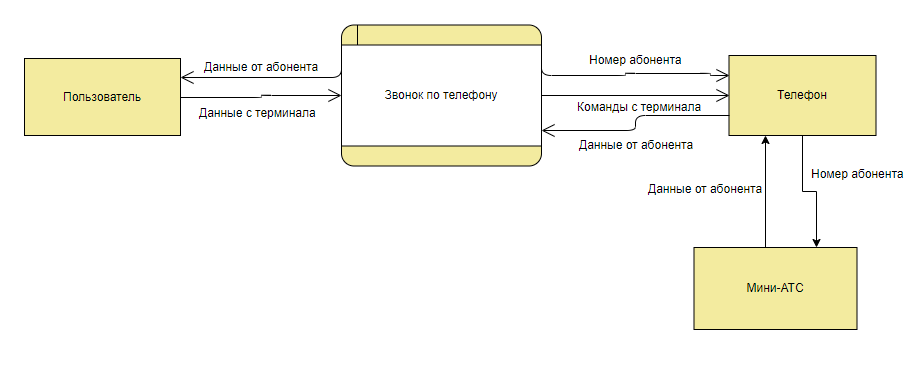 Номер абонента
Данные от абонента
Пользователь
Звонок по телефону
Телефон
Данные с терминала
Команды с терминала
Данные от абонента
Номер абонента
Данные от абонента
Мини-АТС